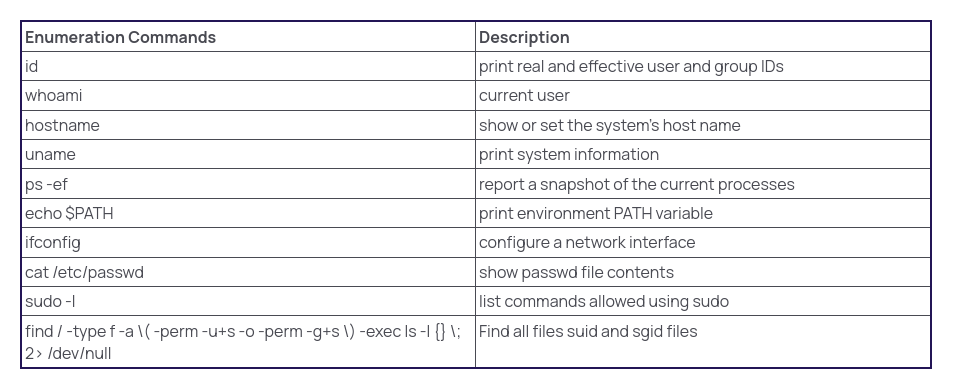 Enumeration Commands Description
id print real and effective user and group IDs
whoami current user
hostname show or set the system's host name
uname print system information
ps -ef report a snapshot of the current processes
echo $PATH print environment PATH variable
ifconfig configure a network interface
cat /etc/passwd show passwd file contents
sudo -l list commands allowed using sudo
find / -type f -a \( -perm -u+s -o -perm -g+s \) -exec ls -l {} \; Find all files suid and sgid files
2> /dev/null